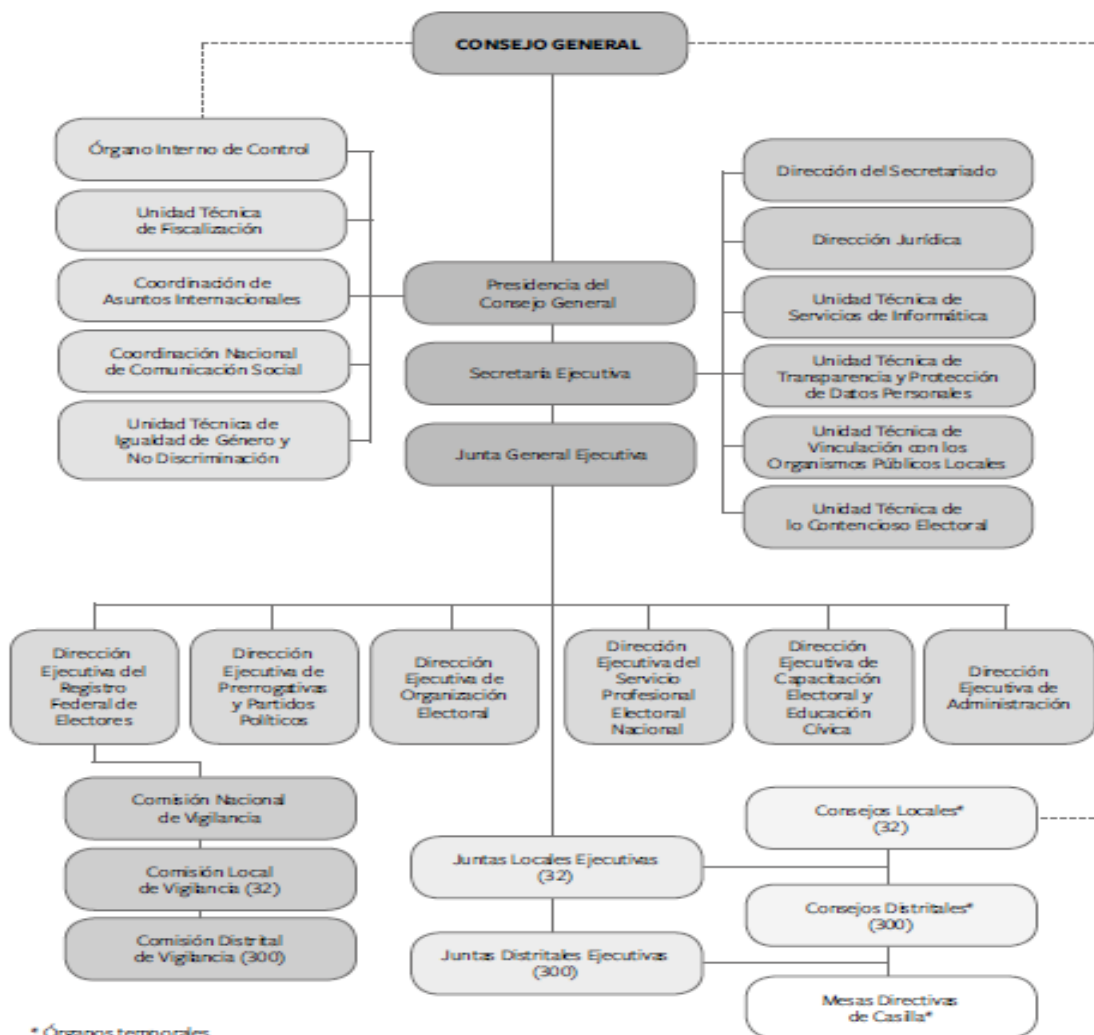 CONSEJO GENERAL
Órgano Interno de Control
Unidad Técnica
de Fiscalización
Coordinación de
Asuntos Internacionales
Coordinación Nacional
de Comunicación Social
Unidad Técnica de
Igualdad de Género y
No Discriminación
Presidencia del
Consejo General
Secretaría Ejecutiva
Junta General Ejecutiva
Dirección del Secretariado
Dirección Jurídica
Unidad Técnica de
Servicios de Informática
Unidad Técnica de
Transparencia y Protección
de Datos Personales
Unidad Técnica de
Vinculación con los
Organismos Públicos Locales
Unidad Técnica de
lo Contencioso Electoral
Dirección
Ejecutiva del
Registro
Federal de
Electores
Dirección
Ejecutiva de
Prerrogativas
y Partidos
Políticos
Dirección
Ejecutiva de
Organización
Electoral
Dirección
Ejecutiva del
Servicio
Profesional
Electoral
Nacional
Dirección
Ejecutiva de
Capacitación
Electoral y
Educación
Cívica
Dirección
Ejecutiva de
Administración
Comisión Nacional
de Vigilancia
Comisión Local
de Vigilancia (32)
Comisión Distrital
de Vigilancia (300)
Juntas Locales Ejecutivas
(32)
Juntas Distritales Ejecutivas
(300)
Consejos Locales*
(32)
Consejos Distritales*
(300)
Mesas Directivas
de Casilla*
* Órganos temporales